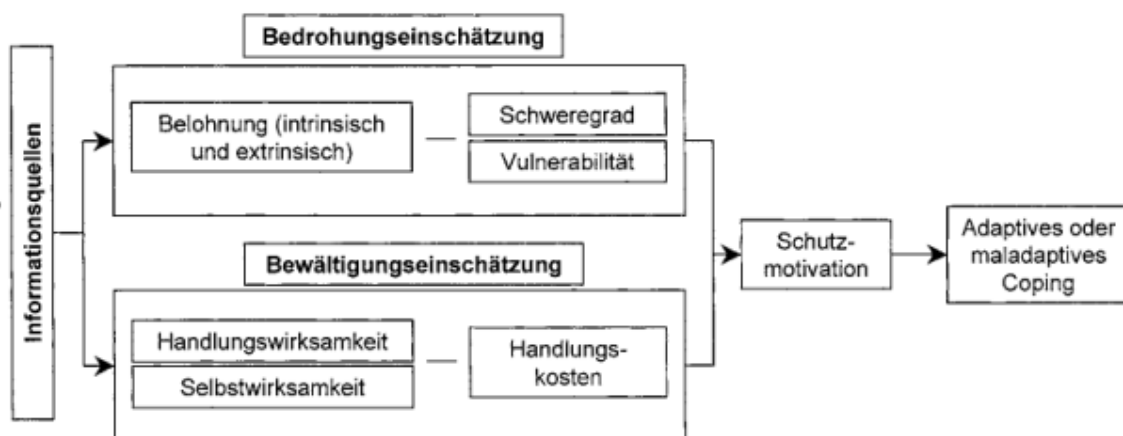 Informationsquellen
Bedrohungseinschätzung
Belohnung (intrinsisch
und extrinsisch)
Schweregrad
Vulnerabilität
Bewältigungseinschätzung
Handlungswirksamkeit
Selbstwirksamkeit
Handlungs-
kosten
Schutz-
motivation
Adaptives oder
maladaptives
Coping